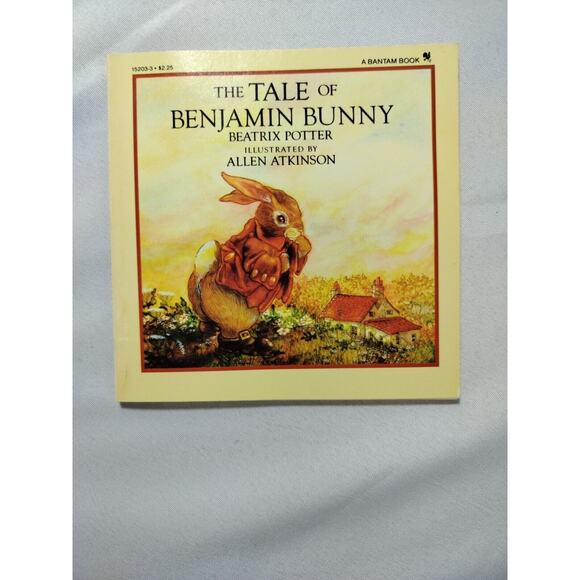 15203-3 • $2.25
A BANTAM BOOK
THE TALE OF
BENJAMIN BUNNY
BEATRIX POTTER
ILLUSTRATED BY
ALLEN ATKINSON